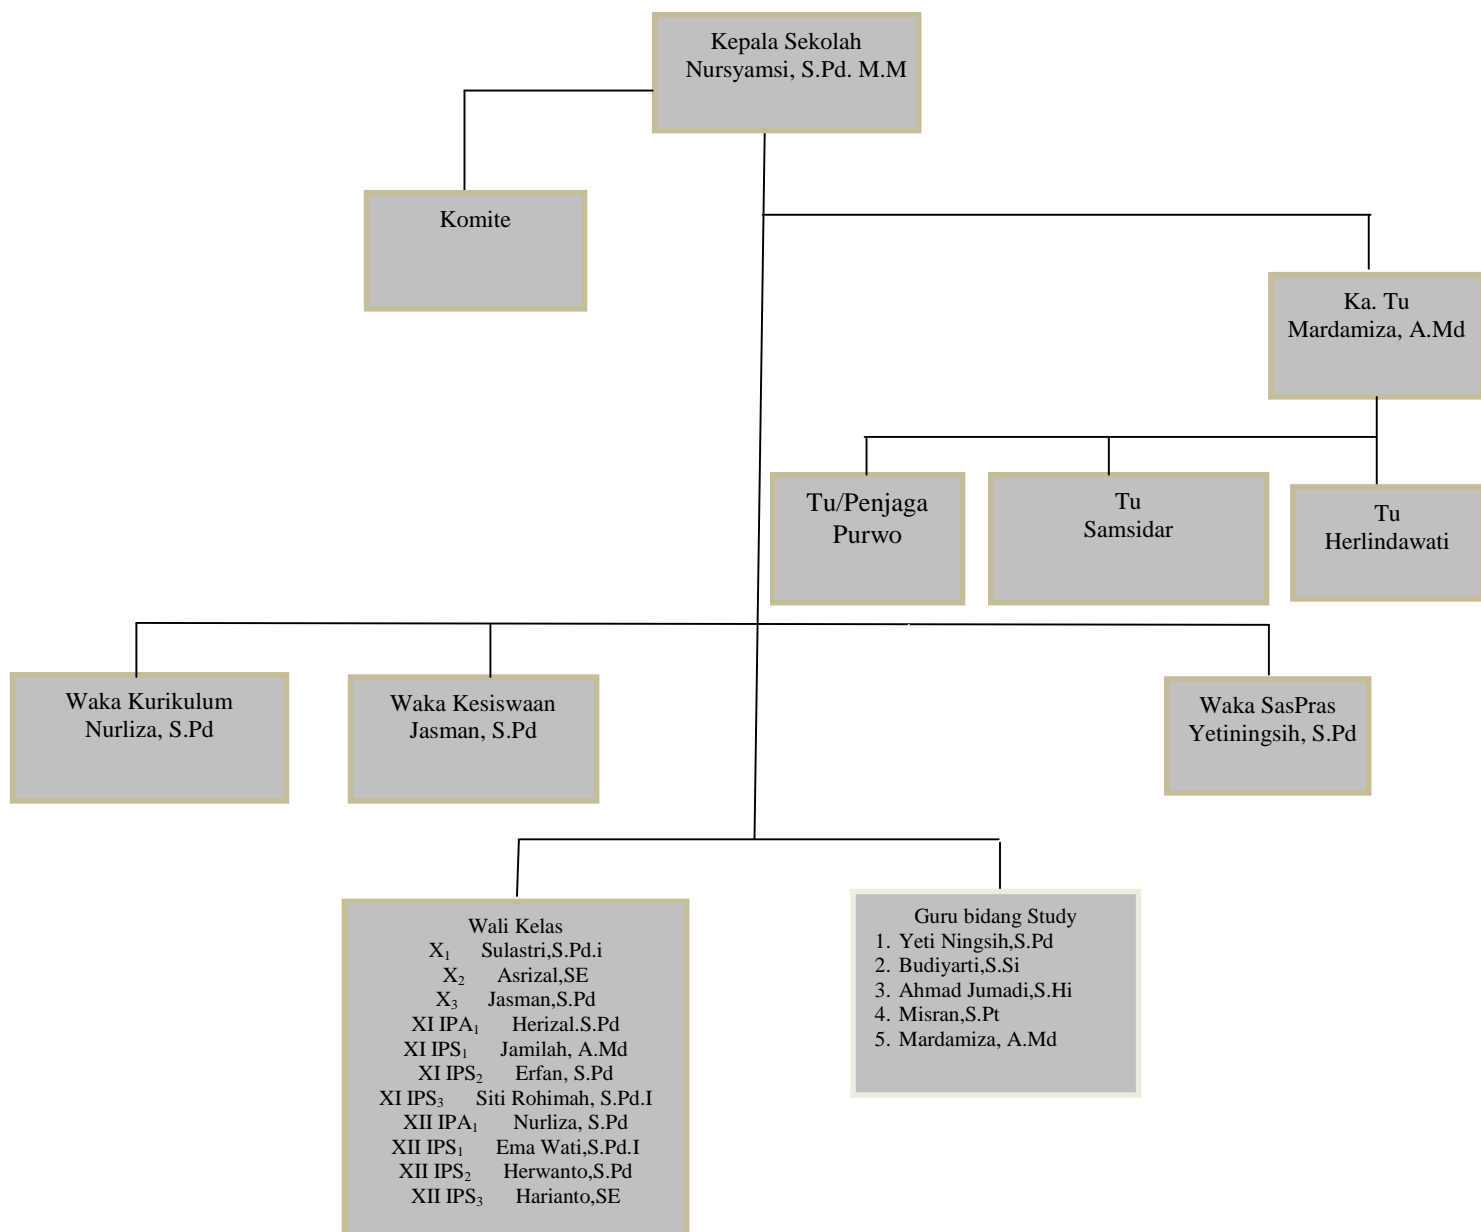 Kepala Sekolah
Nursyamsi, S.Pd. M.M
Komite
Ka. Tu
Mardamiza, A.Md
Tu/Penjaga
Purwo
Tu
Samsidar
Tu
Herlindawati
Waka Kurikulum
Nurliza, S.Pd
Waka Kesiswaan
Jasman, S.Pd
Waka SasPras
Yetiningsih, S.Pd
Wali Kelas
X₁ Sulastri,S.Pd.i
X₂ Asrizal,SE
X₃ Jasman,S.Pd
XI IPA₁ Herizal.S.Pd
XI IPS₁ Jamilah, A.Md
XI IPS₂ Erfan, S.Pd
XI IPS₃ Siti Rohimah, S.Pd.I
XII IPA₁ Nurliza, S.Pd
XII IPS₁ Ema Wati,S.Pd.I
XII IPS₂ Herwanto,S.Pd
XII IPS₃ Harianto,SE
Guru bidang Study
1. Yeti Ningsih,S.Pd
2. Budiyarti,S.Si
3. Ahmad Jumadi,S.Hi
4. Misran,S.Pt
5. Mardamiza, A.Md